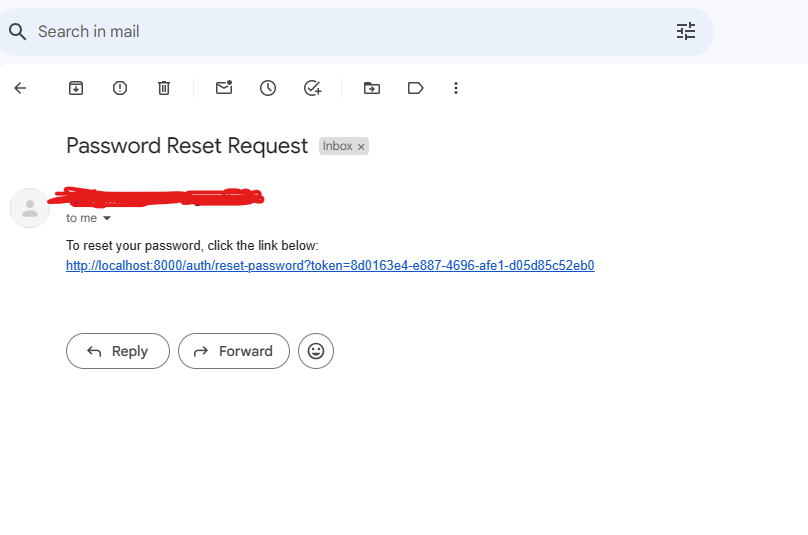 Search in mail
Password Reset Request Inbox ×
to me
To reset your password, click the link below:
http://localhost:8000/auth/reset-password?token=8d0163e4-e887-4696-afe1-d05d85c52eb0
Reply Forward